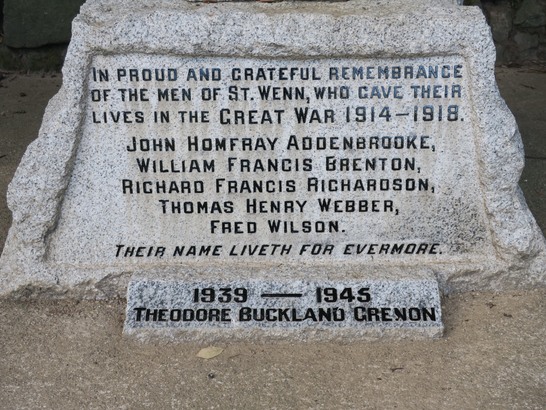 IN PROUD AND GRATEFUL REMEMBRANCE
OF THE MEN OF ST. WENN, WHO GAVE THEIR
LIVES IN THE GREAT WAR 1914-1918.
JOHN HOMFRAY ADDENBROOKE,
WILLIAM FRANCIS BRENTON,
RICHARD FRANCIS RICHARDSON,
THOMAS HENRY WEBBER,
FRED WILSON.
THEIR NAME LIVETH FOR EVERMORE.
1939 — 1945
THEODORE BUCKLAND GRENON